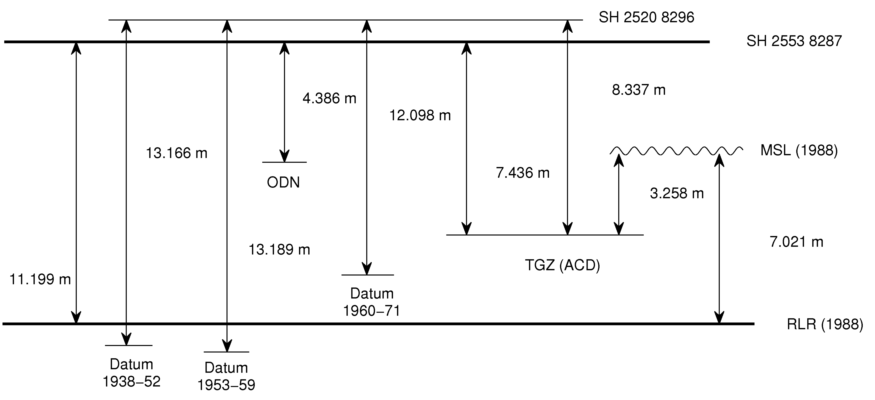 SH 2520 8296
SH 2553 8287
8.337 m
4.386 m
12.098 m
13.166 m
MSL (1988)
7.436 m
ODN
3.258 m
7.021 m
13.189 m
TGZ (ACD)
11.199 m
Datum
1960−71
RLR (1988)
Datum
1938−52
Datum
1953−59